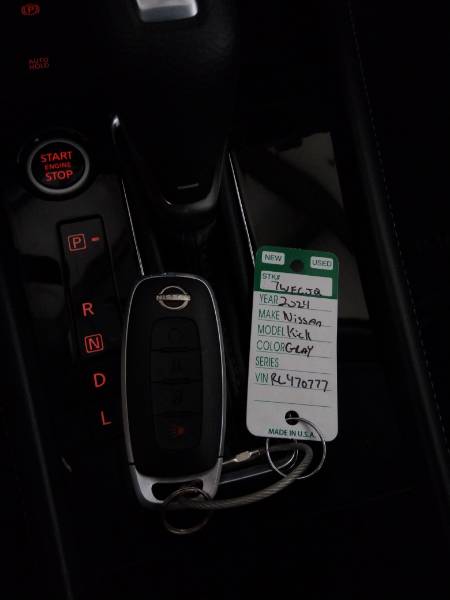 P
AUTO
HOLD
START
ENGINE
STOP
P
R
N
D
L
NISSAN
NEW USED
STK# 7WECJQ
YEAR 2024
MAKE Nissan
MODEL Kick
COLOR GRAY
SERIES
VIN RL470777
MADE IN U.S.A.